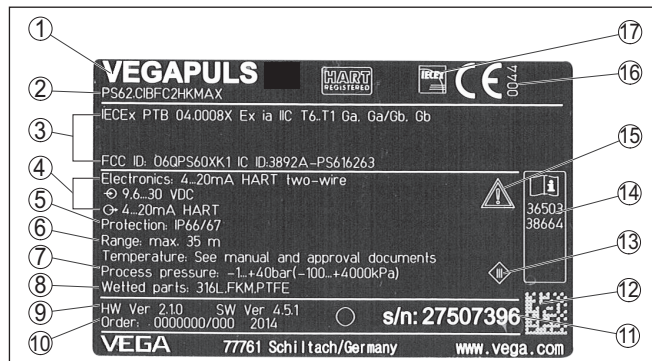 1
VEGAPULS
HART
REGISTERED
IECEx
CE
0044
17
16
2
PS62.CIBFC2HKMAX
3
IECEx PTB 04.0008X Ex ia IIC T6...T1 Ga, Ga/Gb, Gb
FCC ID: O6QPS60XK1 IC ID:3892A-PS616263
4
Electronics: 4...20mA HART two-wire
9.6...30 VDC
4...20mA HART
15
5
Protection: IP66/67
36503
38664
14
6
Range: max. 35 m
Temperature: See manual and approval documents
7
Process pressure: -1...+40bar(-100...+4000kPa)
13
8
Wetted parts: 316L,FKM,PTFE
9
HW Ver 2.1.0 SW Ver 4.5.1
12
10
Order: 0000000/000 2014
s/n: 27507396
11
VEGA 77761 Schiltach/Germany www.vega.com